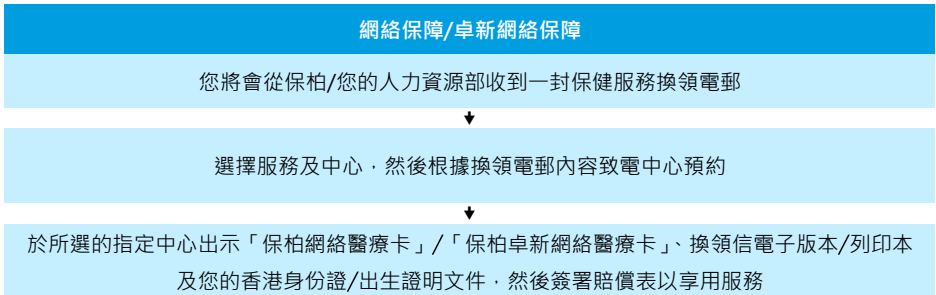 網絡保障/卓新網絡保障
您將會從保柏/您的人力資源部收到一封保健服務換領電郵
選擇服務及中心，然後根據換領電郵內容致電中心預約
於所選的指定中心出示「保柏網絡醫療卡」/「保柏卓新網絡醫療卡」、換領信電子版本/列印本
及您的香港身份證/出生證明文件，然後簽署賠償表以享用服務